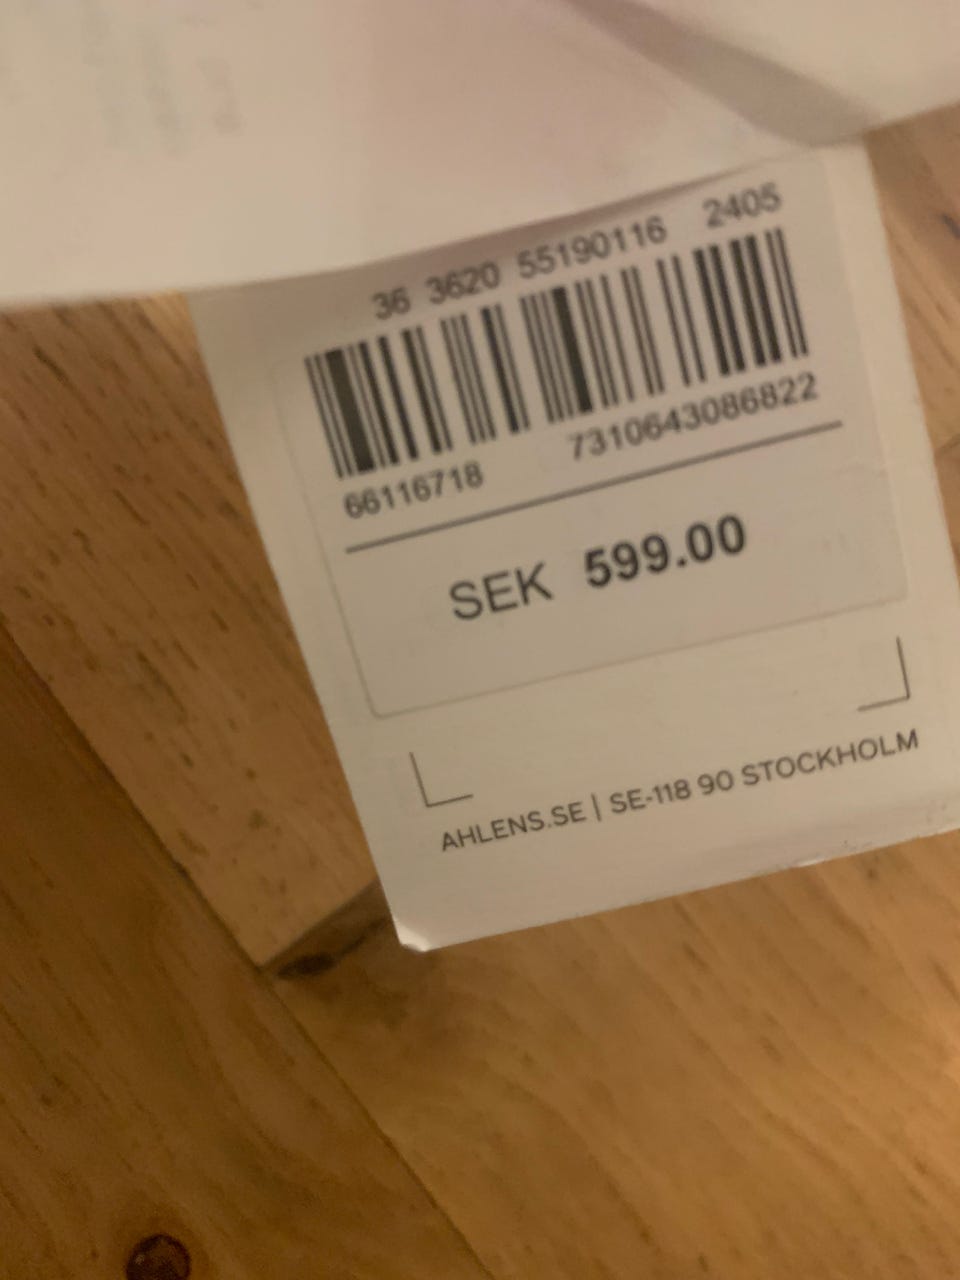 36 3620 55190116 2405
66116718 7310643086822
SEK 599.00
AHLENS.SE | SE-118 90 STOCKHOLM